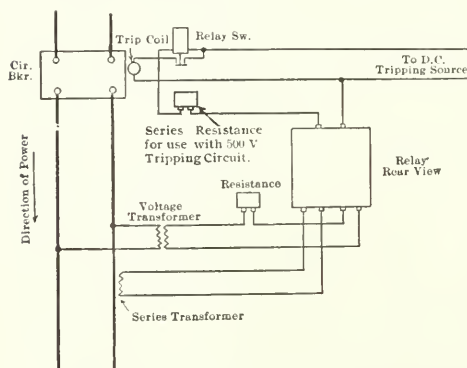 Trip Coil
Relay Sw.
Cir.
Bkr.
To D.C.
Tripping Source
Series Resistance
for use with 500 V
Tripping Circuit.
Relay
Rear View
Direction of Power
Resistance
Voltage
Transformer
Series Transformer